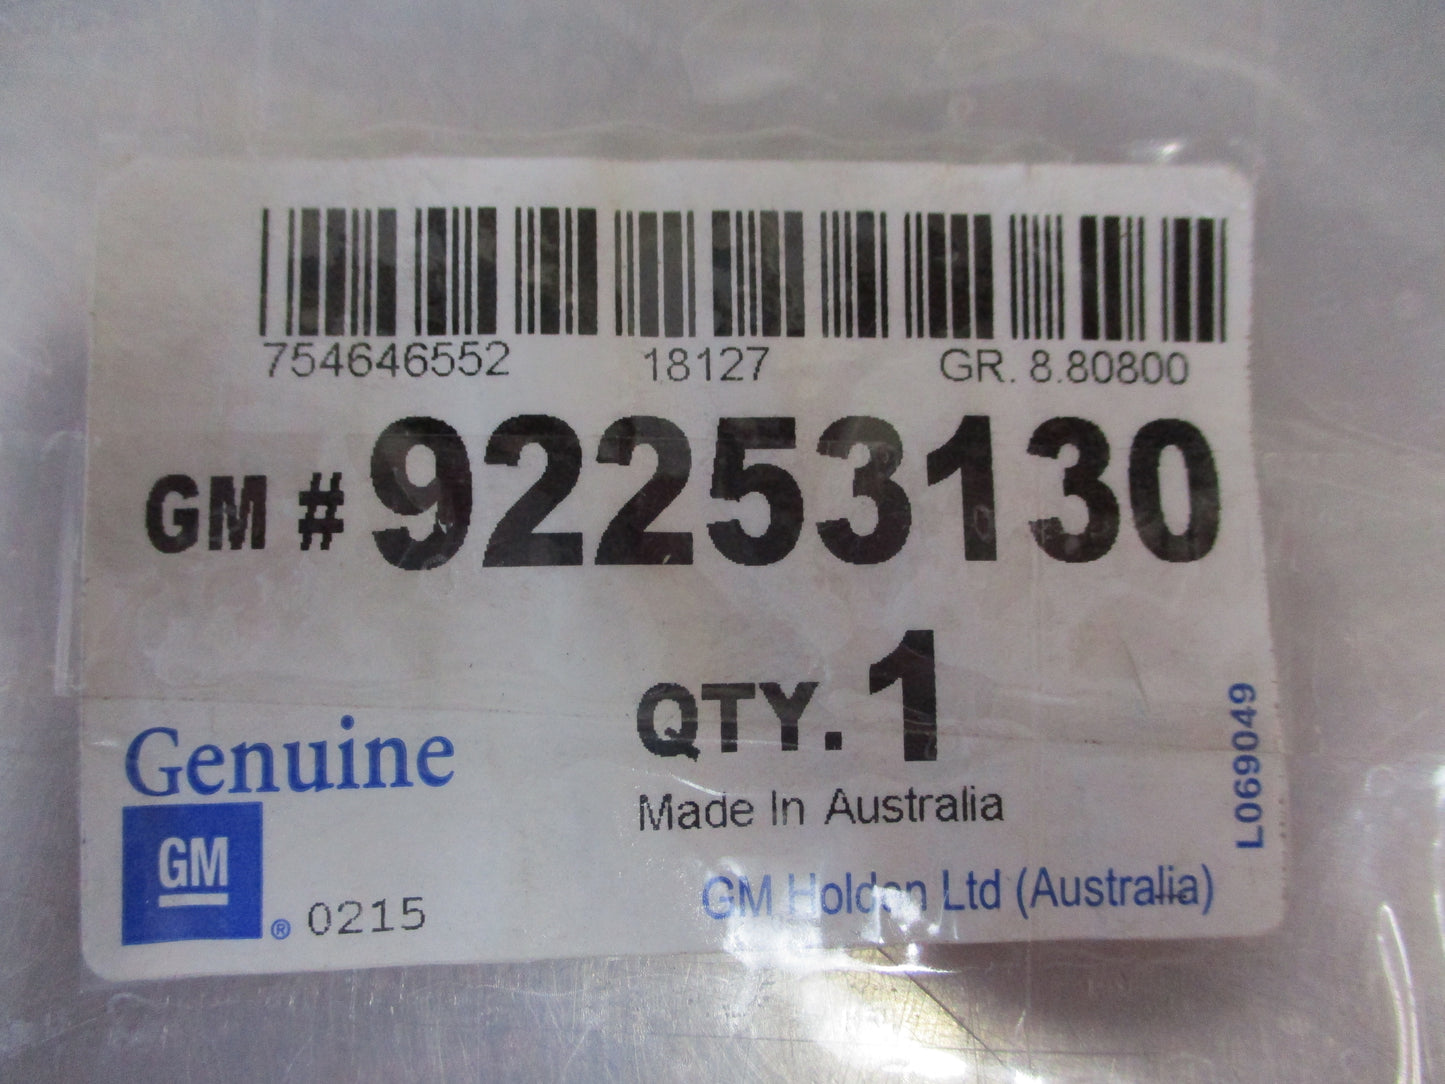 754646552 18127 GR. 8.80800
GM # 92253130
QTY. 1
Made In Australia
Genuine
GM
® 0215
GM Holden Ltd (Australia)
L069049